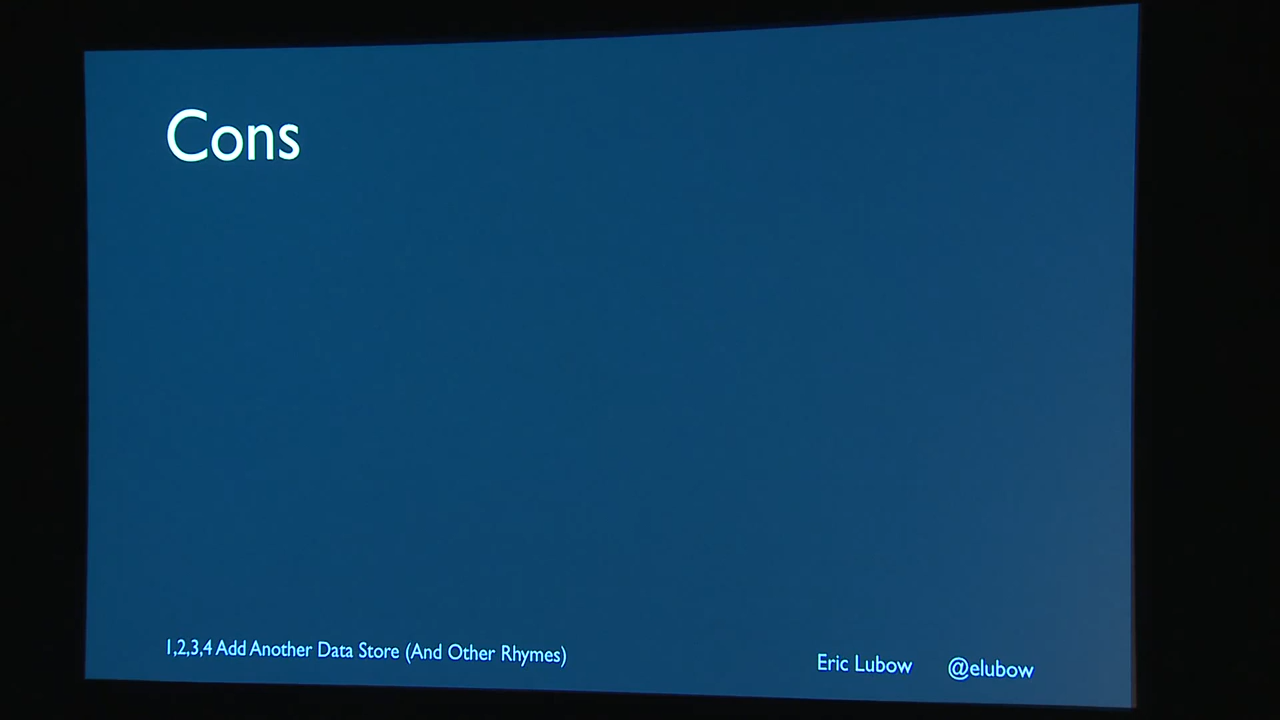 Cons
1,2,3,4 Add Another Data Store (And Other Rhymes)
Eric Lubow @elubow